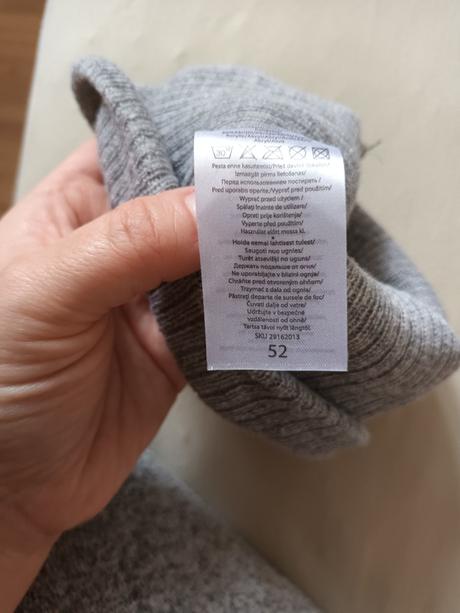 30
Pesta enne kasutamist/Prieš dėvint išskalbti/
Izmazgāt pirms lietošanas/
Перед использованием постирать/
Pred uporabo operite/Vyprať pred použitím/
Wyprać przed użyciem /
Spălați înainte de utilizare/
Oprati prije korištenja/
Vyperte před použitím/
Használat előtt mossa ki.
*
Hoida eemal lahtisest tulest/
Saugoti nuo ugnies/
Turēt atsevišķi no uguns/
Держать подальше от огня/
Ne uporabljajte v bližini ognja/
Chráňte pred otvoreným ohňom/
Trzymać z dala od ognia/
Păstrați departe de sursele de foc/
Čuvati dalje od vatre/
Udržujte v bezpečné
vzdálenosti od ohně/
Tartsa távol nyílt lángtól.
SKU 29162013
52